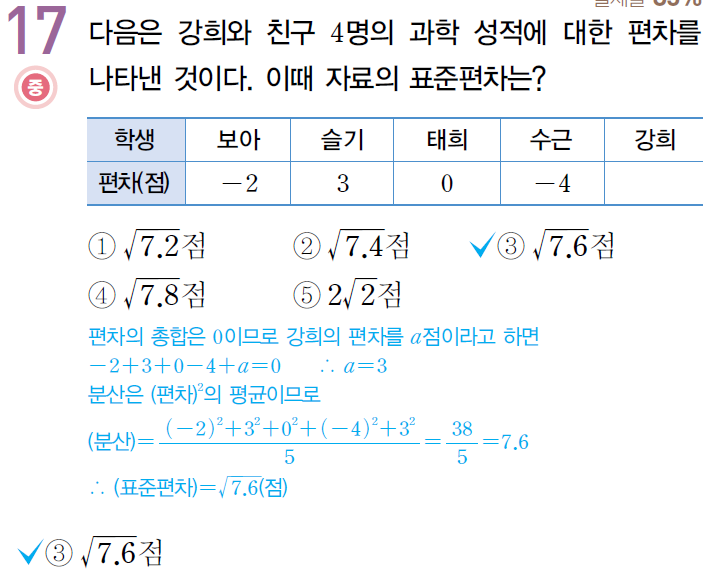 17 다음은 강희와 친구 4명의 과학 성적에 대한 편차를
중 나타낸 것이다. 이때 자료의 표준편차는?
학생 보아 슬기 태희 수근 강희
편차(점) −2 3 0 −4
① √7.2점 ② √7.4점 ③ √7.6점
④ √7.8점 ⑤ 2√2점
편차의 총합은 0이므로 강희의 편차를 a점이라고 하면
−2+3+0−4+a=0 ∴ a=3
분산은 (편차)²의 평균이므로
(분산)=((−2)²+3²+0²+(−4)²+3²)/5=38/5=7.6
∴ (표준편차)=√7.6(점)
③ √7.6점